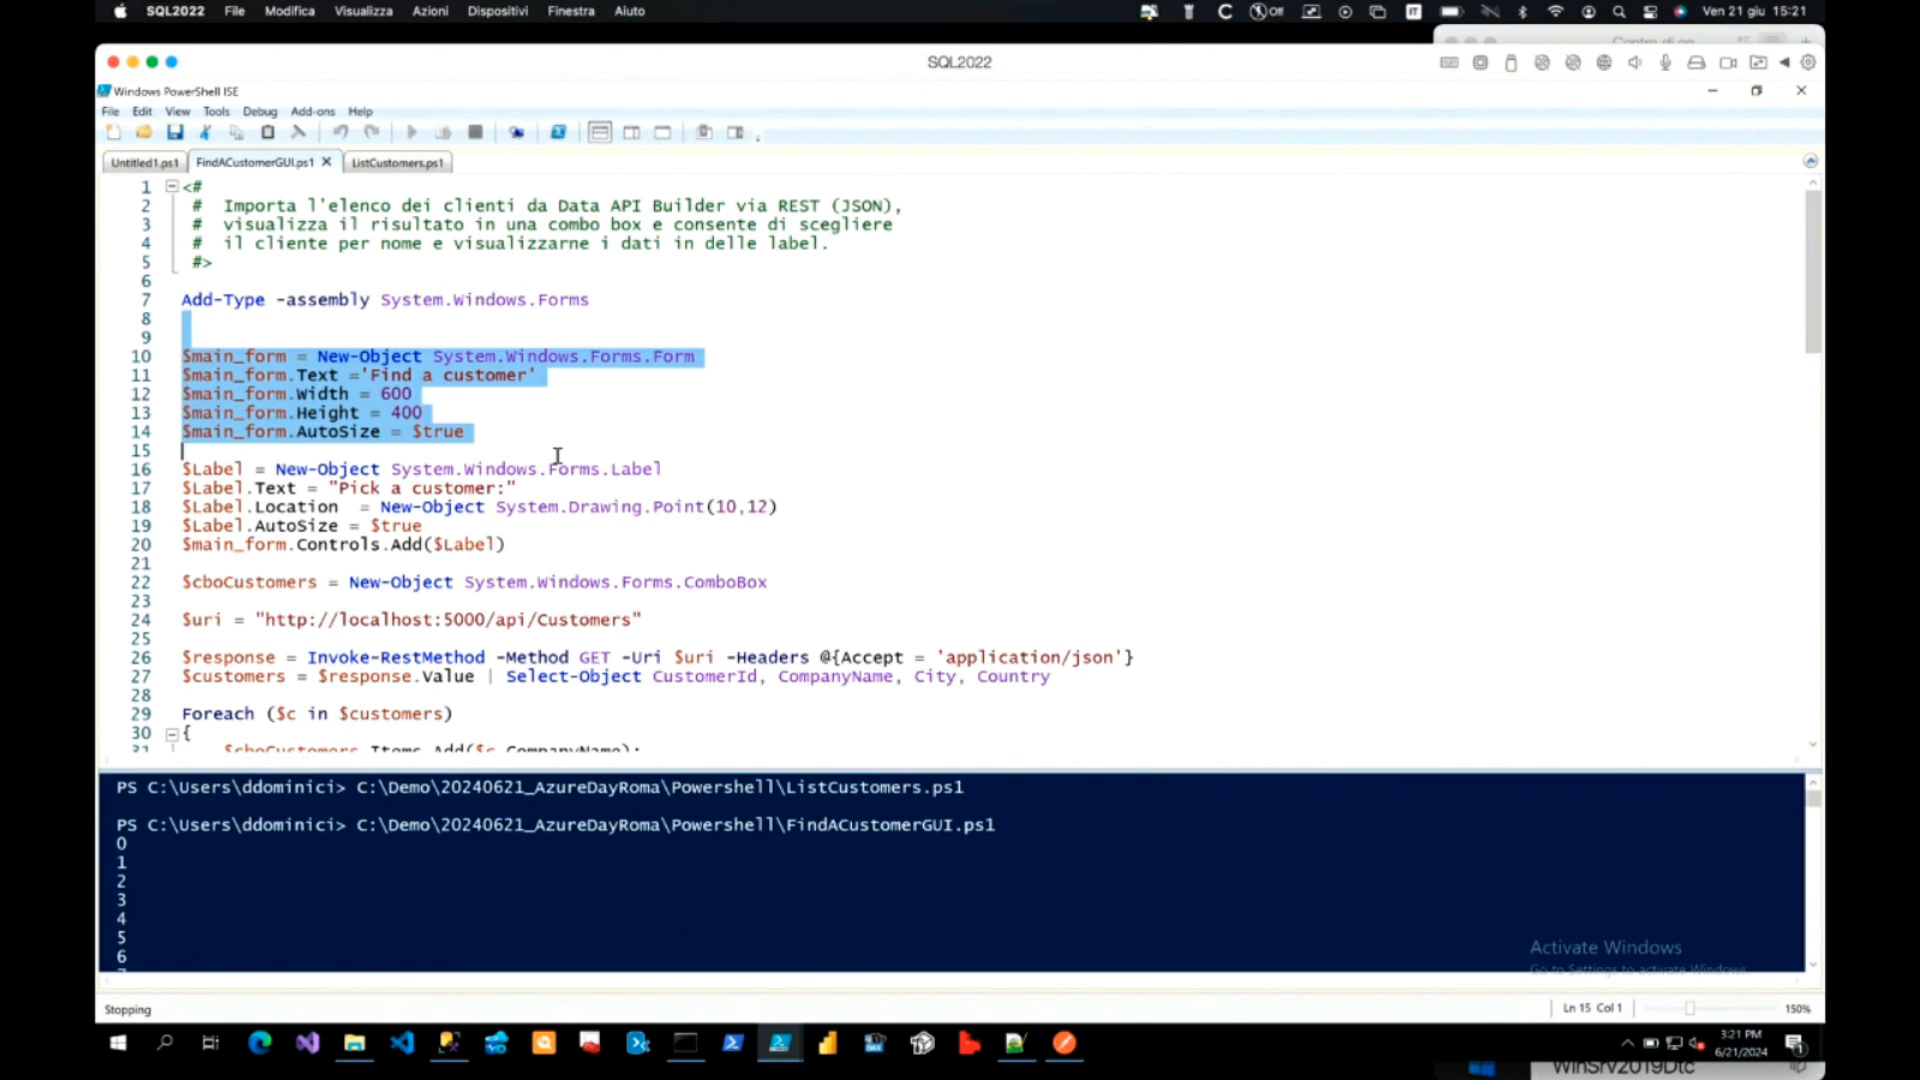 SQL2022 File Modifica Visualizza Azioni Dispositivi Finestra Aiuto
Off
IT
Ven 21 giu 15:21
SQL2022
Windows PowerShell ISE
File Edit View Tools Debug Add-ons Help
Untitled1.ps1 FindACustomerGUI.ps1 ListCustomers.ps1
1 <#
2 # Importa l'elenco dei clienti da Data API Builder via REST (JSON),
3 # visualizza il risultato in una combo box e consente di scegliere
4 # il cliente per nome e visualizzarne i dati in delle label.
5 #>
6
7 Add-Type -assembly System.Windows.Forms
8
9
10 $main_form = New-Object System.Windows.Forms.Form
11 $main_form.Text ='Find a customer'
12 $main_form.Width = 600
13 $main_form.Height = 400
14 $main_form.AutoSize = $true
15
16 $Label = New-Object System.Windows.Forms.Label
17 $Label.Text = "Pick a customer:"
18 $Label.Location  = New-Object System.Drawing.Point(10,12)
19 $Label.AutoSize = $true
20 $main_form.Controls.Add($Label)
21
22 $cboCustomers = New-Object System.Windows.Forms.ComboBox
23
24 $uri = "http://localhost:5000/api/Customers"
25
26 $response = Invoke-RestMethod -Method GET -Uri $uri -Headers @{Accept = 'application/json'}
27 $customers = $response.Value | Select-Object CustomerId, CompanyName, City, Country
28
29 Foreach ($c in $customers)
30 {
31 $cboCustomers.Items.Add($c.CompanyName);
PS C:\Users\ddominici> C:\Demo\20240621_AzureDayRoma\Powershell\ListCustomers.ps1
PS C:\Users\ddominici> C:\Demo\20240621_AzureDayRoma\Powershell\FindACustomerGUI.ps1
0
1
2
3
4
5
6
Activate Windows
Go to Settings to activate Windows.
Stopping
Ln 15 Col 1
150%
3:21 PM
6/21/2024
WinSrv2019Dtc